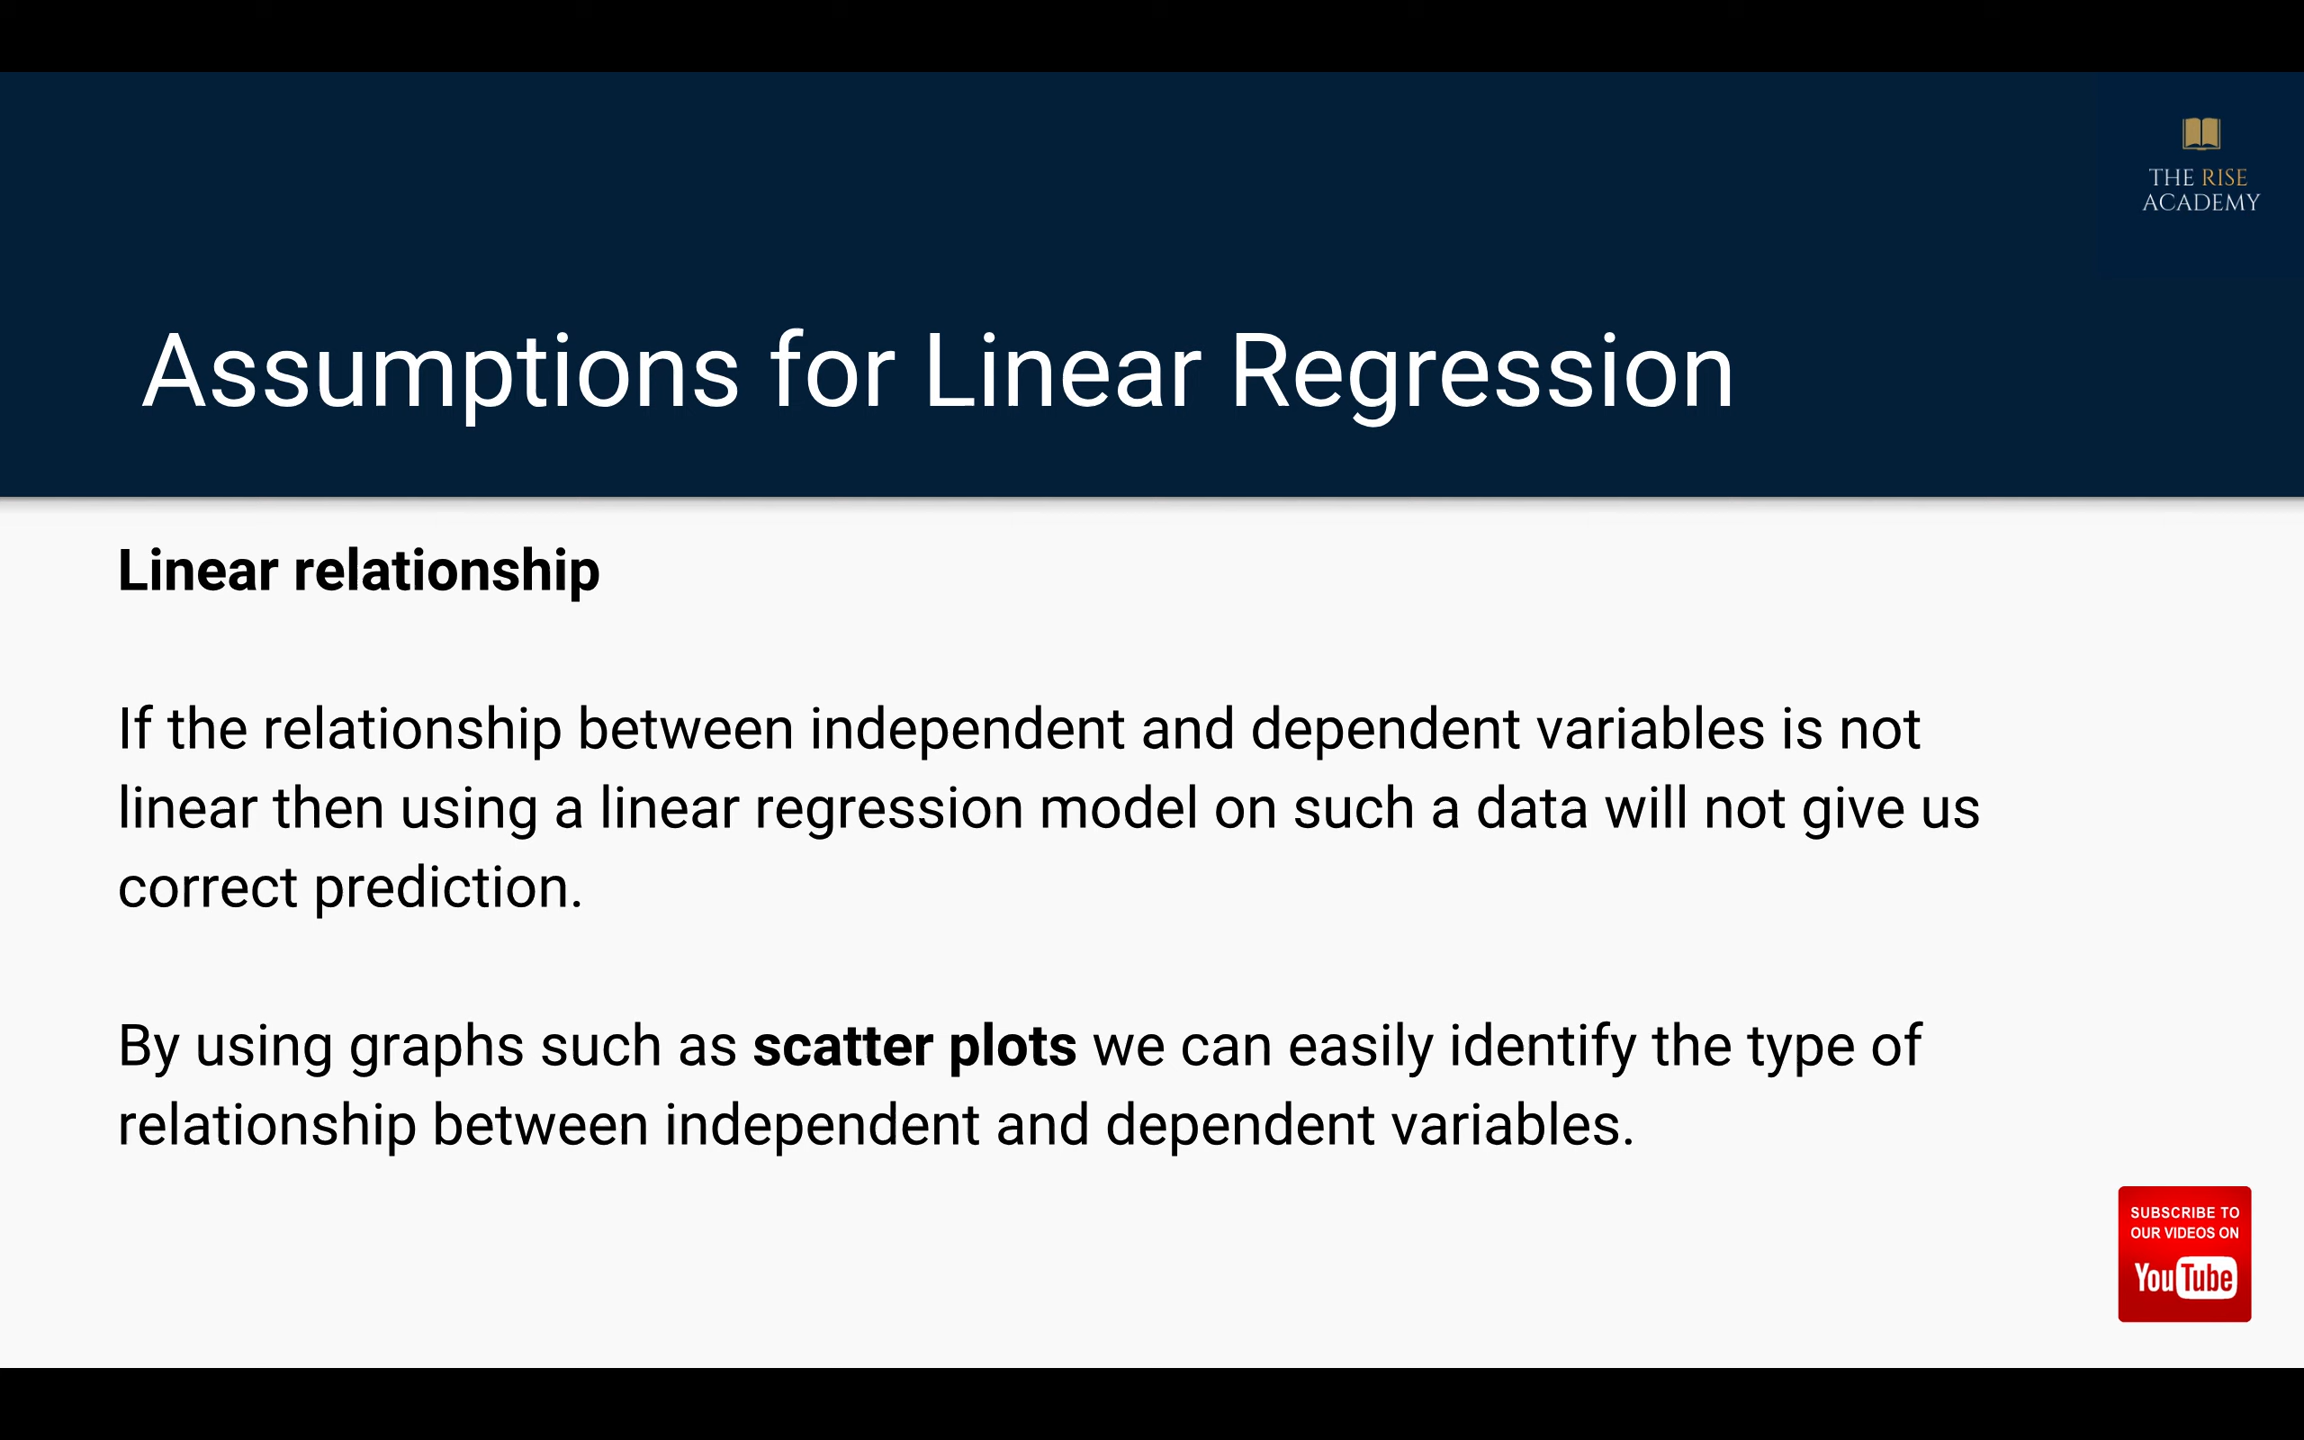 THE RISE
ACADEMY
Assumptions for Linear Regression
Linear relationship
If the relationship between independent and dependent variables is not
linear then using a linear regression model on such a data will not give us
correct prediction.
By using graphs such as scatter plots we can easily identify the type of
relationship between independent and dependent variables.
SUBSCRIBE TO
OUR VIDEOS ON
YouTube